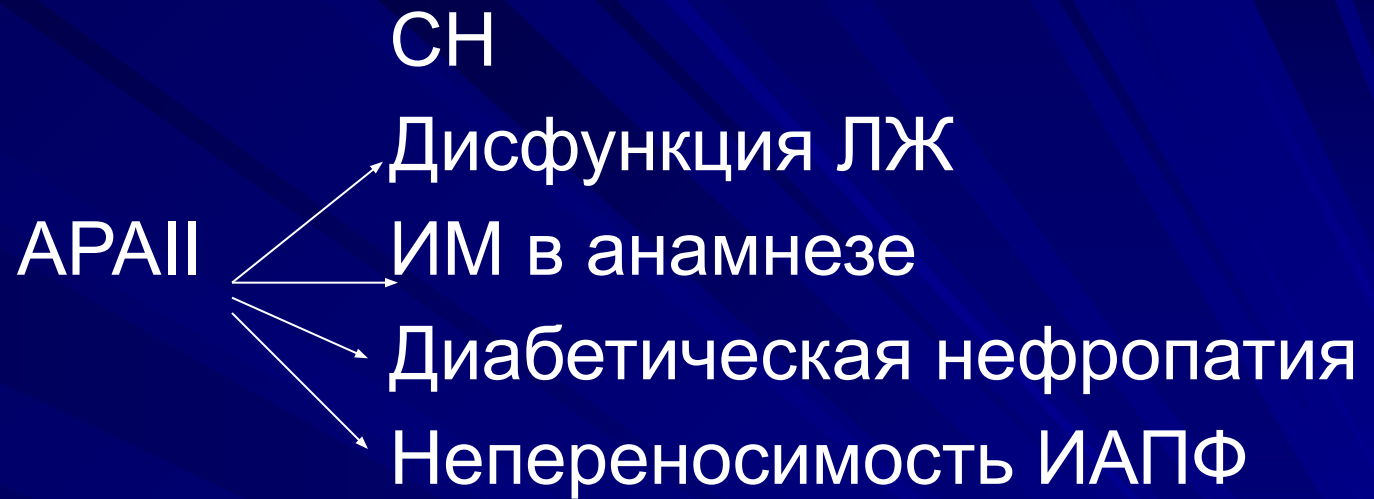 СН
Дисфункция ЛЖ
АРАII
ИМ в анамнезе
Диабетическая нефропатия
Непереносимость ИАПФ